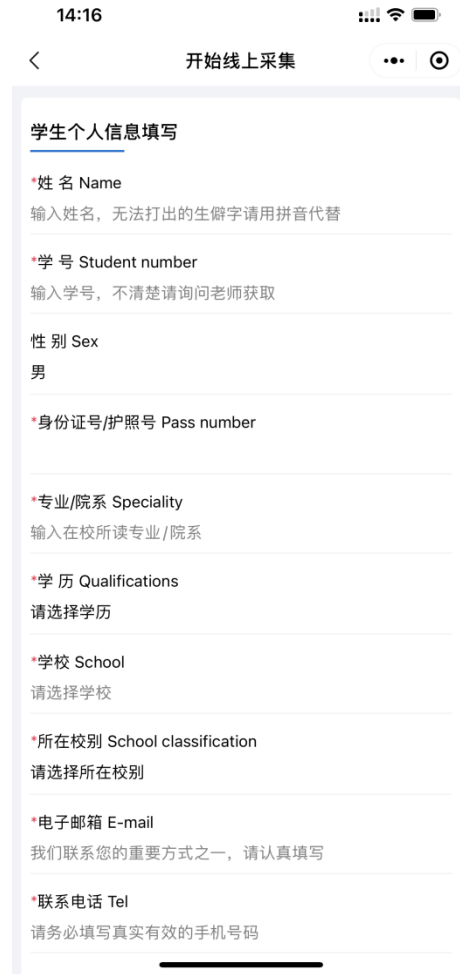 14:16
开始线上采集
学生个人信息填写
*姓 名 Name
输入姓名，无法打出的生僻字请用拼音代替
*学 号 Student number
输入学号，不清楚请询问老师获取
性 别 Sex
男
*身份证号/护照号 Pass number
*专业/院系 Speciality
输入在校所读专业/院系
*学 历 Qualifications
请选择学历
*学校 School
请选择学校
*所在校别 School classification
请选择所在校别
*电子邮箱 E-mail
我们联系您的重要方式之一，请认真填写
*联系电话 Tel
请务必填写真实有效的手机号码